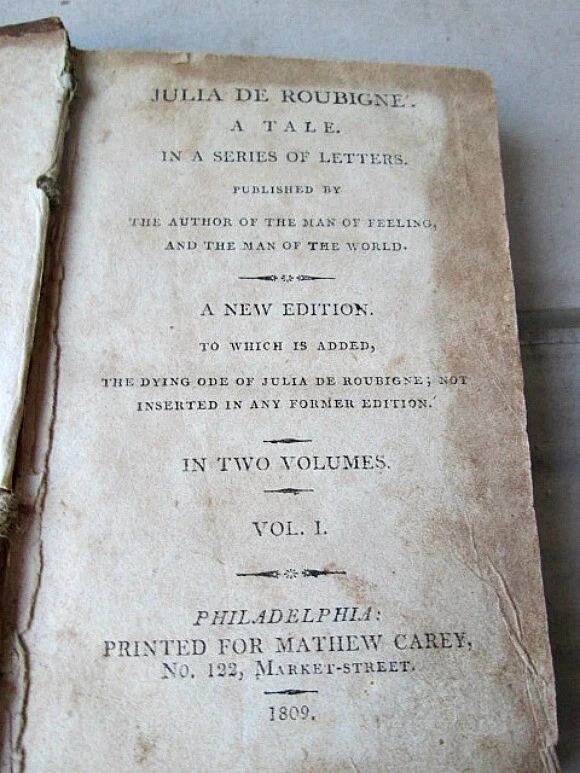 JULIA DE ROUBIGNE'.
A TALE.
IN A SERIES OF LETTERS.
PUBLISHED BY
THE AUTHOR OF THE MAN OF FEELING,
AND THE MAN OF THE WORLD.
A NEW EDITION.
TO WHICH IS ADDED,
THE DYING ODE OF JULIA DE ROUBIGNE; NOT
INSERTED IN ANY FORMER EDITION.
IN TWO VOLUMES.
VOL. I.
PHILADELPHIA:
PRINTED FOR MATHEW CAREY,
No. 122, MARKET-STREET.
1809.